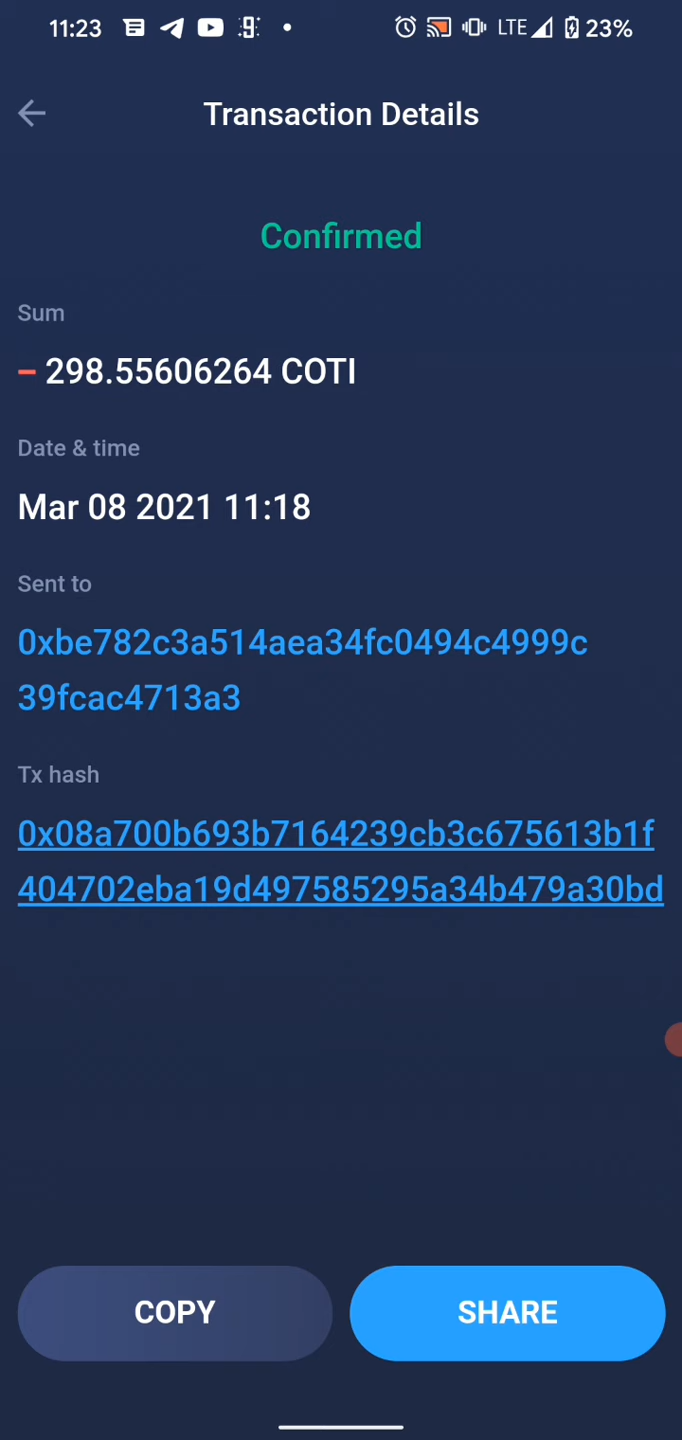 11:23 LTE 23%
Transaction Details
Confirmed
Sum
– 298.55606264 COTI
Date & time
Mar 08 2021 11:18
Sent to
0xbe782c3a514aea34fc0494c4999c
39fcac4713a3
Tx hash
0x08a700b693b7164239cb3c675613b1f
404702eba19d497585295a34b479a30bd
COPY SHARE